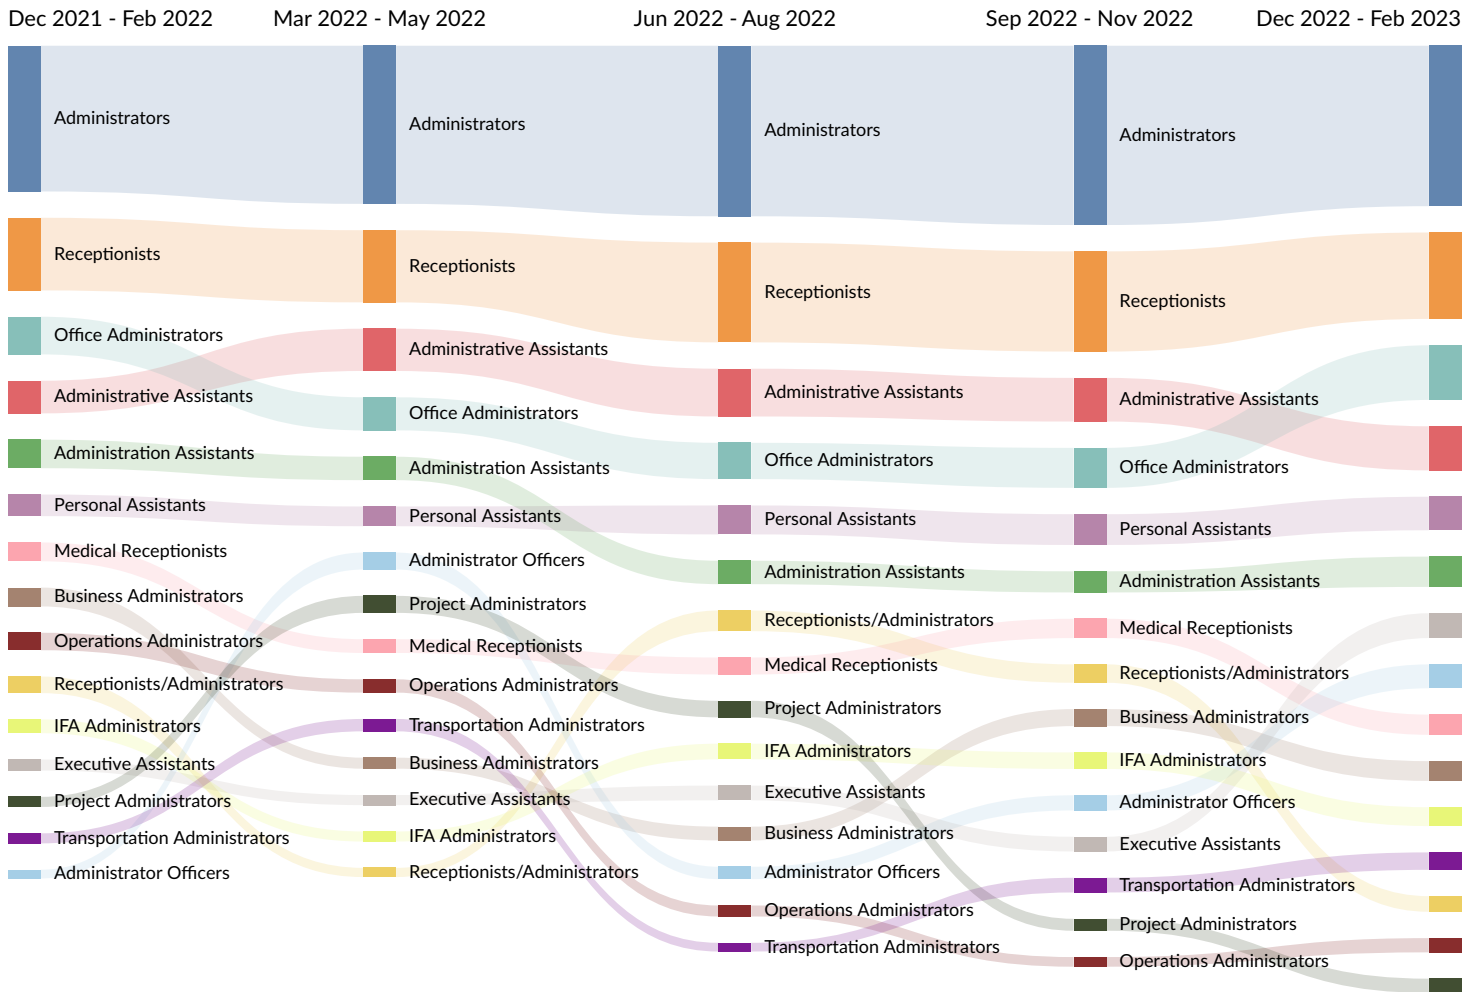 Dec 2021 - Feb 2022
Mar 2022 - May 2022
Jun 2022 - Aug 2022
Sep 2022 - Nov 2022
Dec 2022 - Feb 2023
Administrators
Receptionists
Office Administrators
Administrative Assistants
Administration Assistants
Personal Assistants
Medical Receptionists
Business Administrators
Operations Administrators
Receptionists/Administrators
IFA Administrators
Executive Assistants
Project Administrators
Transportation Administrators
Administrator Officers
Administrators
Receptionists
Administrative Assistants
Office Administrators
Administration Assistants
Personal Assistants
Administrator Officers
Project Administrators
Medical Receptionists
Operations Administrators
Transportation Administrators
Business Administrators
Executive Assistants
IFA Administrators
Receptionists/Administrators
Administrators
Receptionists
Administrative Assistants
Office Administrators
Personal Assistants
Administration Assistants
Receptionists/Administrators
Medical Receptionists
Project Administrators
IFA Administrators
Executive Assistants
Business Administrators
Administrator Officers
Operations Administrators
Transportation Administrators
Administrators
Receptionists
Administrative Assistants
Office Administrators
Personal Assistants
Administration Assistants
Medical Receptionists
Receptionists/Administrators
Business Administrators
IFA Administrators
Administrator Officers
Executive Assistants
Transportation Administrators
Project Administrators
Operations Administrators